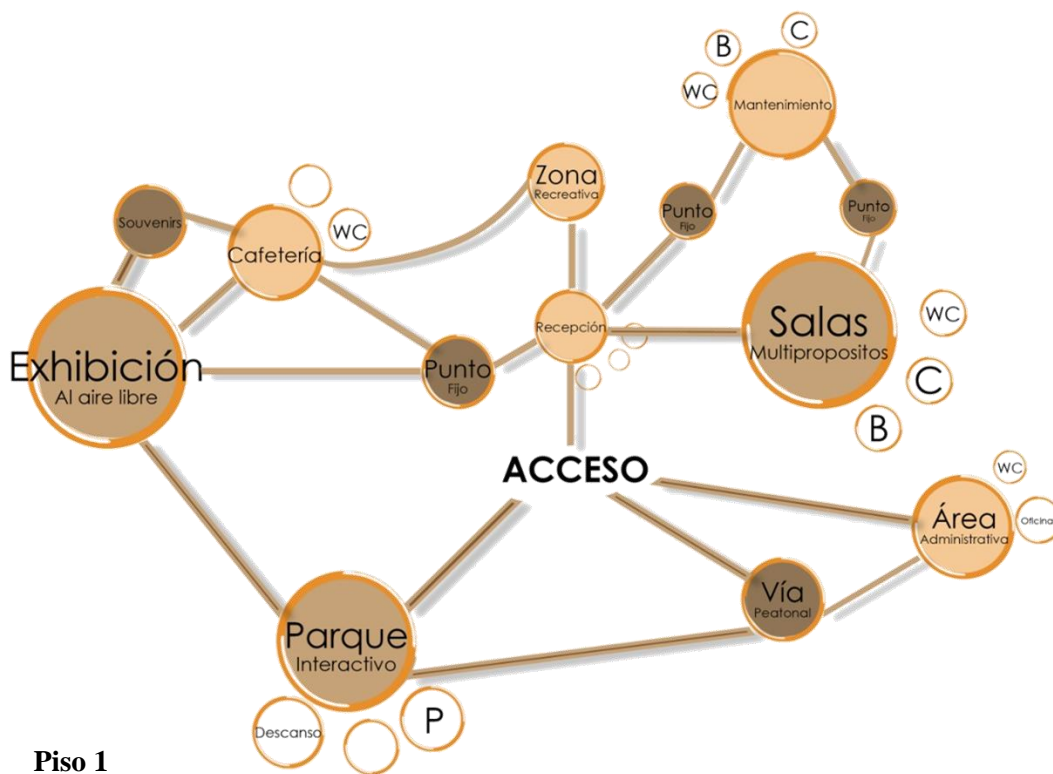 C
B
WC
Mantenimiento
Zona
Recreativa
Punto
Fijo
Punto
Fijo
Souvenirs
WC
Cafetería
Salas
Multipropositos
WC
C
B
Recepción
Exhibición
Al aire libre
Punto
Fijo
ACCESO
WC
Área
Administrativa
Oficina
Vía
Peatonal
Parque
Interactivo
Descanso
P
Piso 1